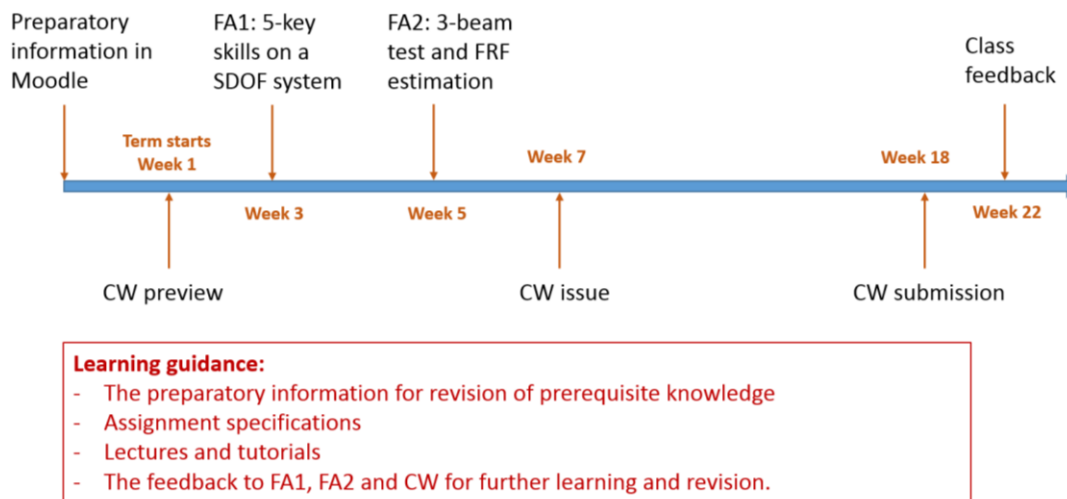 Preparatory
information in
Moodle
FA1: 5-key
skills on a
SDOF system
FA2: 3-beam
test and FRF
estimation
Class
feedback
Term starts
Week 1
Week 7
Week 18
Week 3
Week 5
Week 22
CW preview
CW issue
CW submission
Learning guidance:
- The preparatory information for revision of prerequisite knowledge
- Assignment specifications
- Lectures and tutorials
- The feedback to FA1, FA2 and CW for further learning and revision.